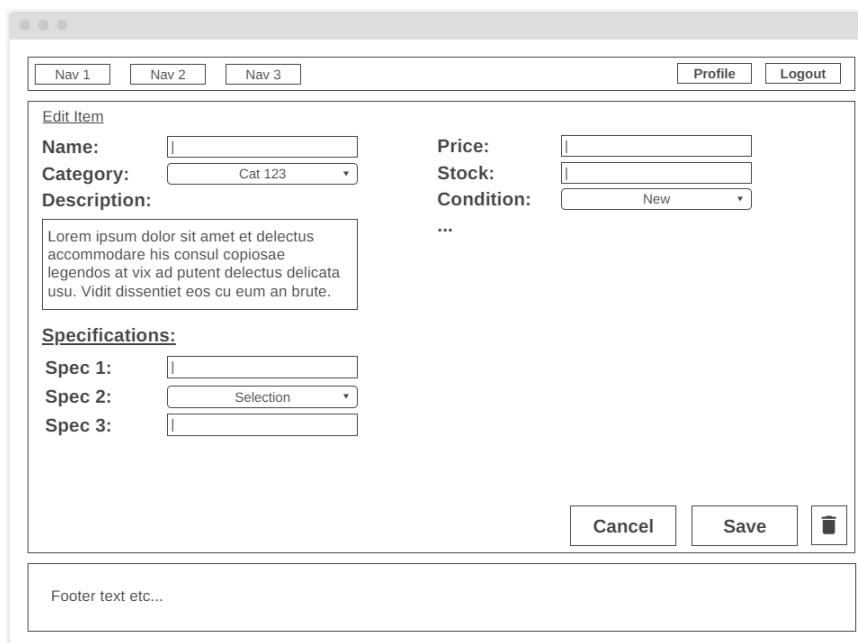 Nav 1 Nav 2 Nav 3 Profile Logout
Edit Item
Name:
Category: Cat 123
Description:
Lorem ipsum dolor sit amet et delectus
accommodare his consul copiosae
legendos at vix ad putent delectus delicata
usu. Vidit dissentiet eos cu eum an brute.
Specifications:
Spec 1:
Spec 2: Selection
Spec 3:
Price:
Stock:
Condition: New
...
Cancel Save
Footer text etc...